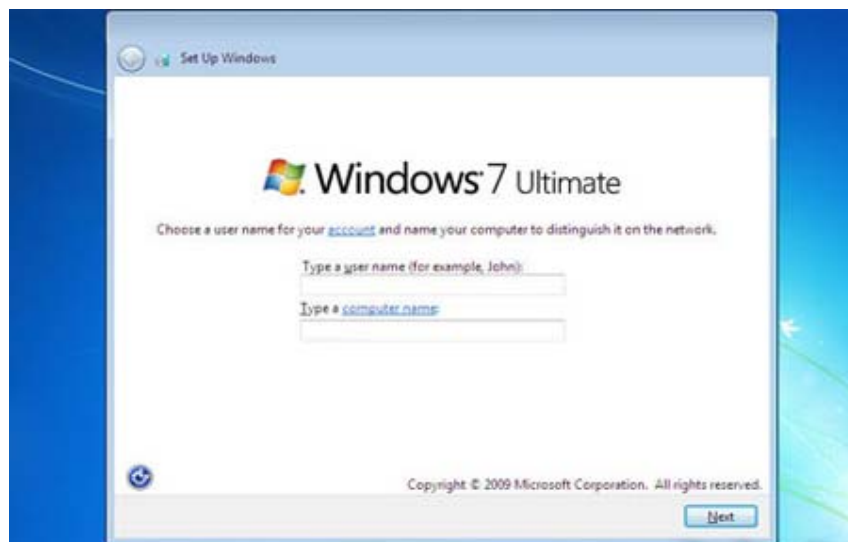 Set Up Windows
Windows 7 Ultimate
Choose a user name for your account and name your computer to distinguish it on the network.
Type a user name (for example, John):
Type a computer name:
Copyright © 2009 Microsoft Corporation. All rights reserved.
Next